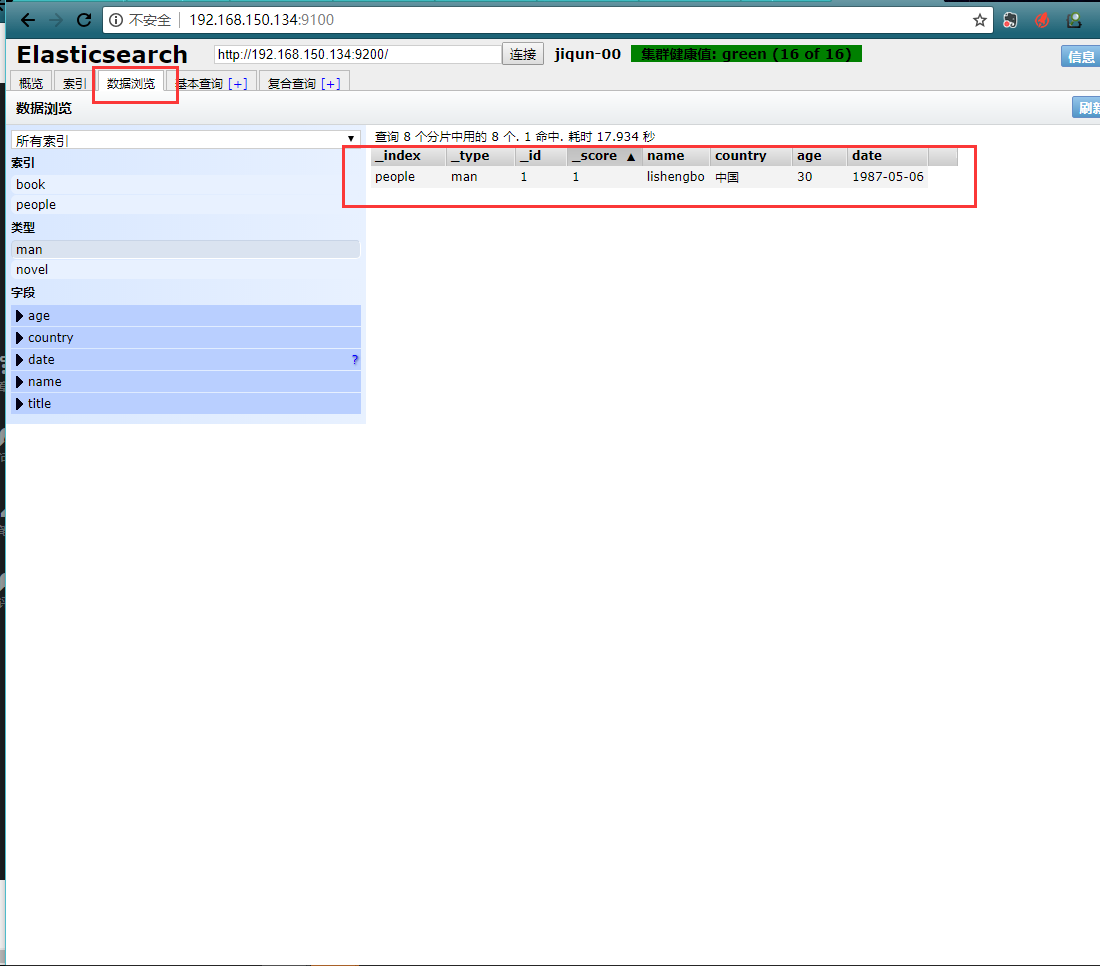 不安全 192.168.150.134:9100
Elasticsearch http://192.168.150.134:9200/ 连接 jiqun-00 集群健康值: green (16 of 16) 信息
概览 索引 数据浏览 基本查询 [+] 复合查询 [+]
数据浏览 刷新
所有索引
索引
book
people
类型
man
novel
字段
age
country
date ?
name
title
查询 8 个分片中用的 8 个. 1 命中. 耗时 17.934 秒
_index _type _id _score ▲ name country age date
people man 1 1 lishengbo 中国 30 1987-05-06